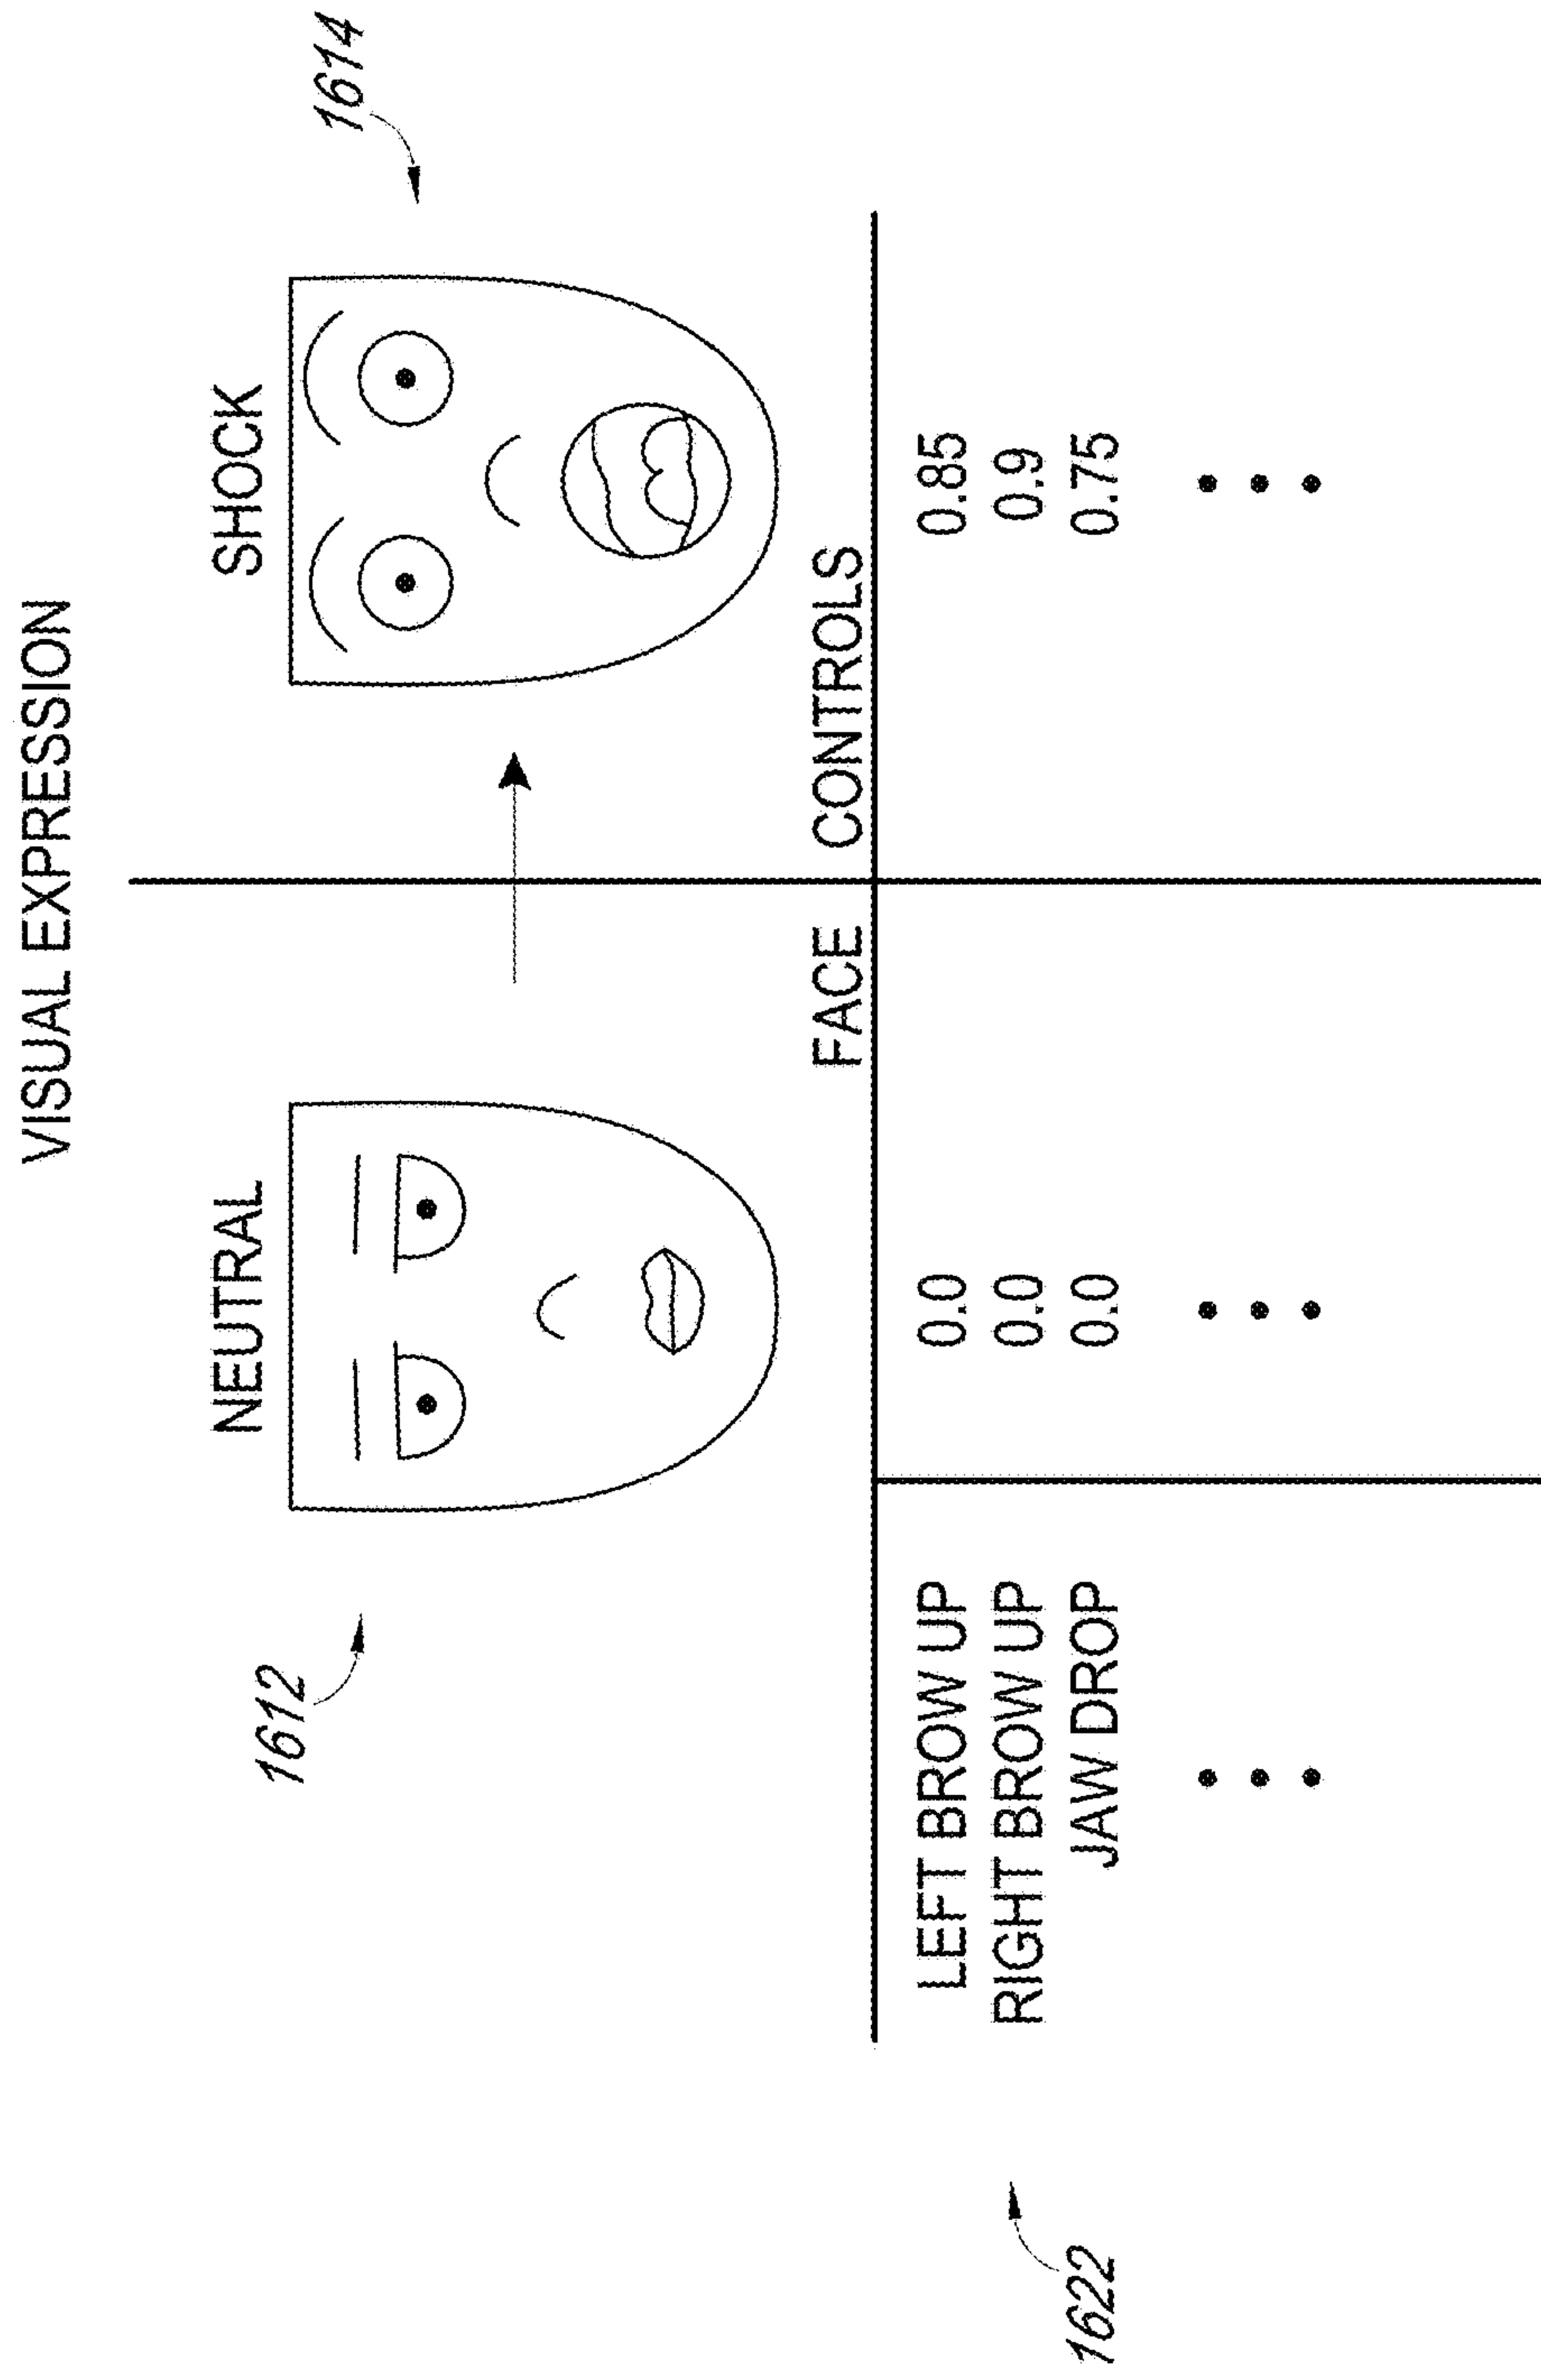 VISUAL EXPRESSION
1612
NEUTRAL
SHOCK
1614
FACE CONTROLS
1622
LEFT BROW UP 0.0 0.85
RIGHT BROW UP 0.0 0.9
JAW DROP 0.0 0.75